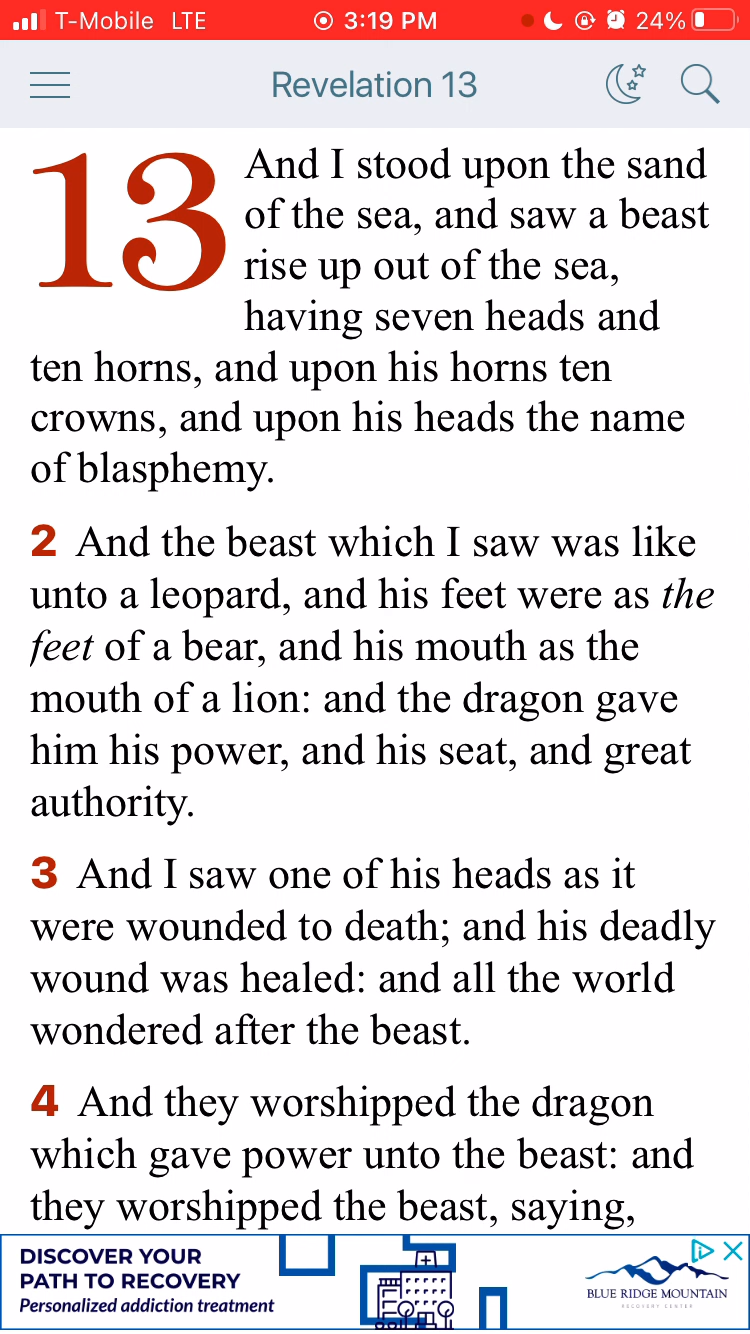 T-Mobile LTE 3:19 PM 24%
Revelation 13
13 And I stood upon the sand
of the sea, and saw a beast
rise up out of the sea,
having seven heads and
ten horns, and upon his horns ten
crowns, and upon his heads the name
of blasphemy.
2 And the beast which I saw was like
unto a leopard, and his feet were as the
feet of a bear, and his mouth as the
mouth of a lion: and the dragon gave
him his power, and his seat, and great
authority.
3 And I saw one of his heads as it
were wounded to death; and his deadly
wound was healed: and all the world
wondered after the beast.
4 And they worshipped the dragon
which gave power unto the beast: and
they worshipped the beast, saying,
DISCOVER YOUR
PATH TO RECOVERY
Personalized addiction treatment
BLUE RIDGE MOUNTAIN
RECOVERY CENTER